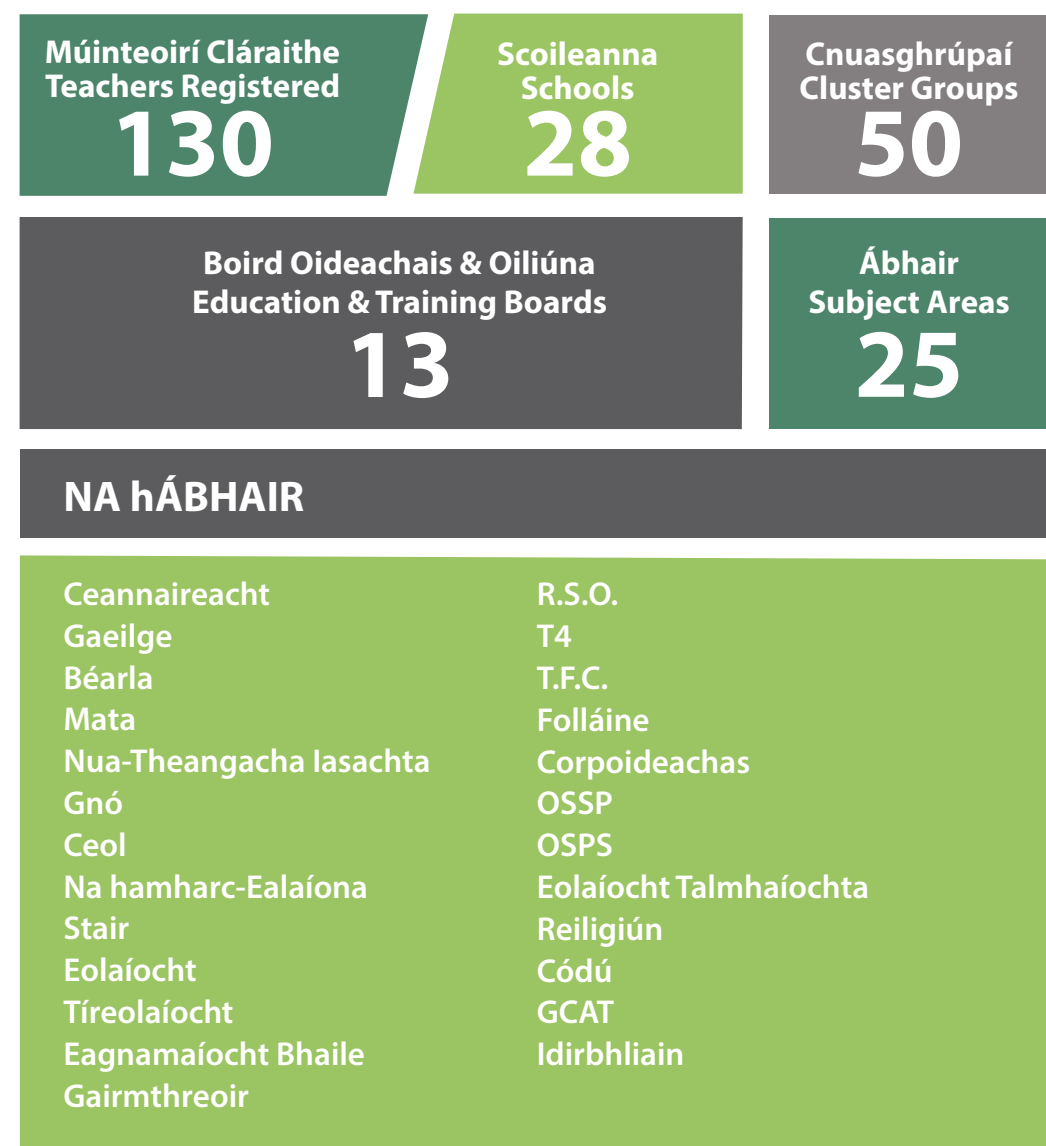 Múinteoirí Cláraithe
Teachers Registered
130
Scoileanna
Schools
28
Cnuasghrúpaí
Cluster Groups
50
Boird Oideachais & Oiliúna
Education & Training Boards
13
Ábhair
Subject Areas
25
NA hÁBHAIR
Ceannaireacht
Gaeilge
Béarla
Mata
Nua-Theangacha Iasachta
Gnó
Ceol
Na hamharc-Ealaíona
Stair
Eolaíocht
Tíreolaíocht
Eagnamaíocht Bhaile
Gairmthreoir
R.S.O.
T4
T.F.C.
Folláine
Corpoideachas
OSSP
OSPS
Eolaíocht Talmhaíochta
Reiligiún
Códú
GCAT
Idirbhliain